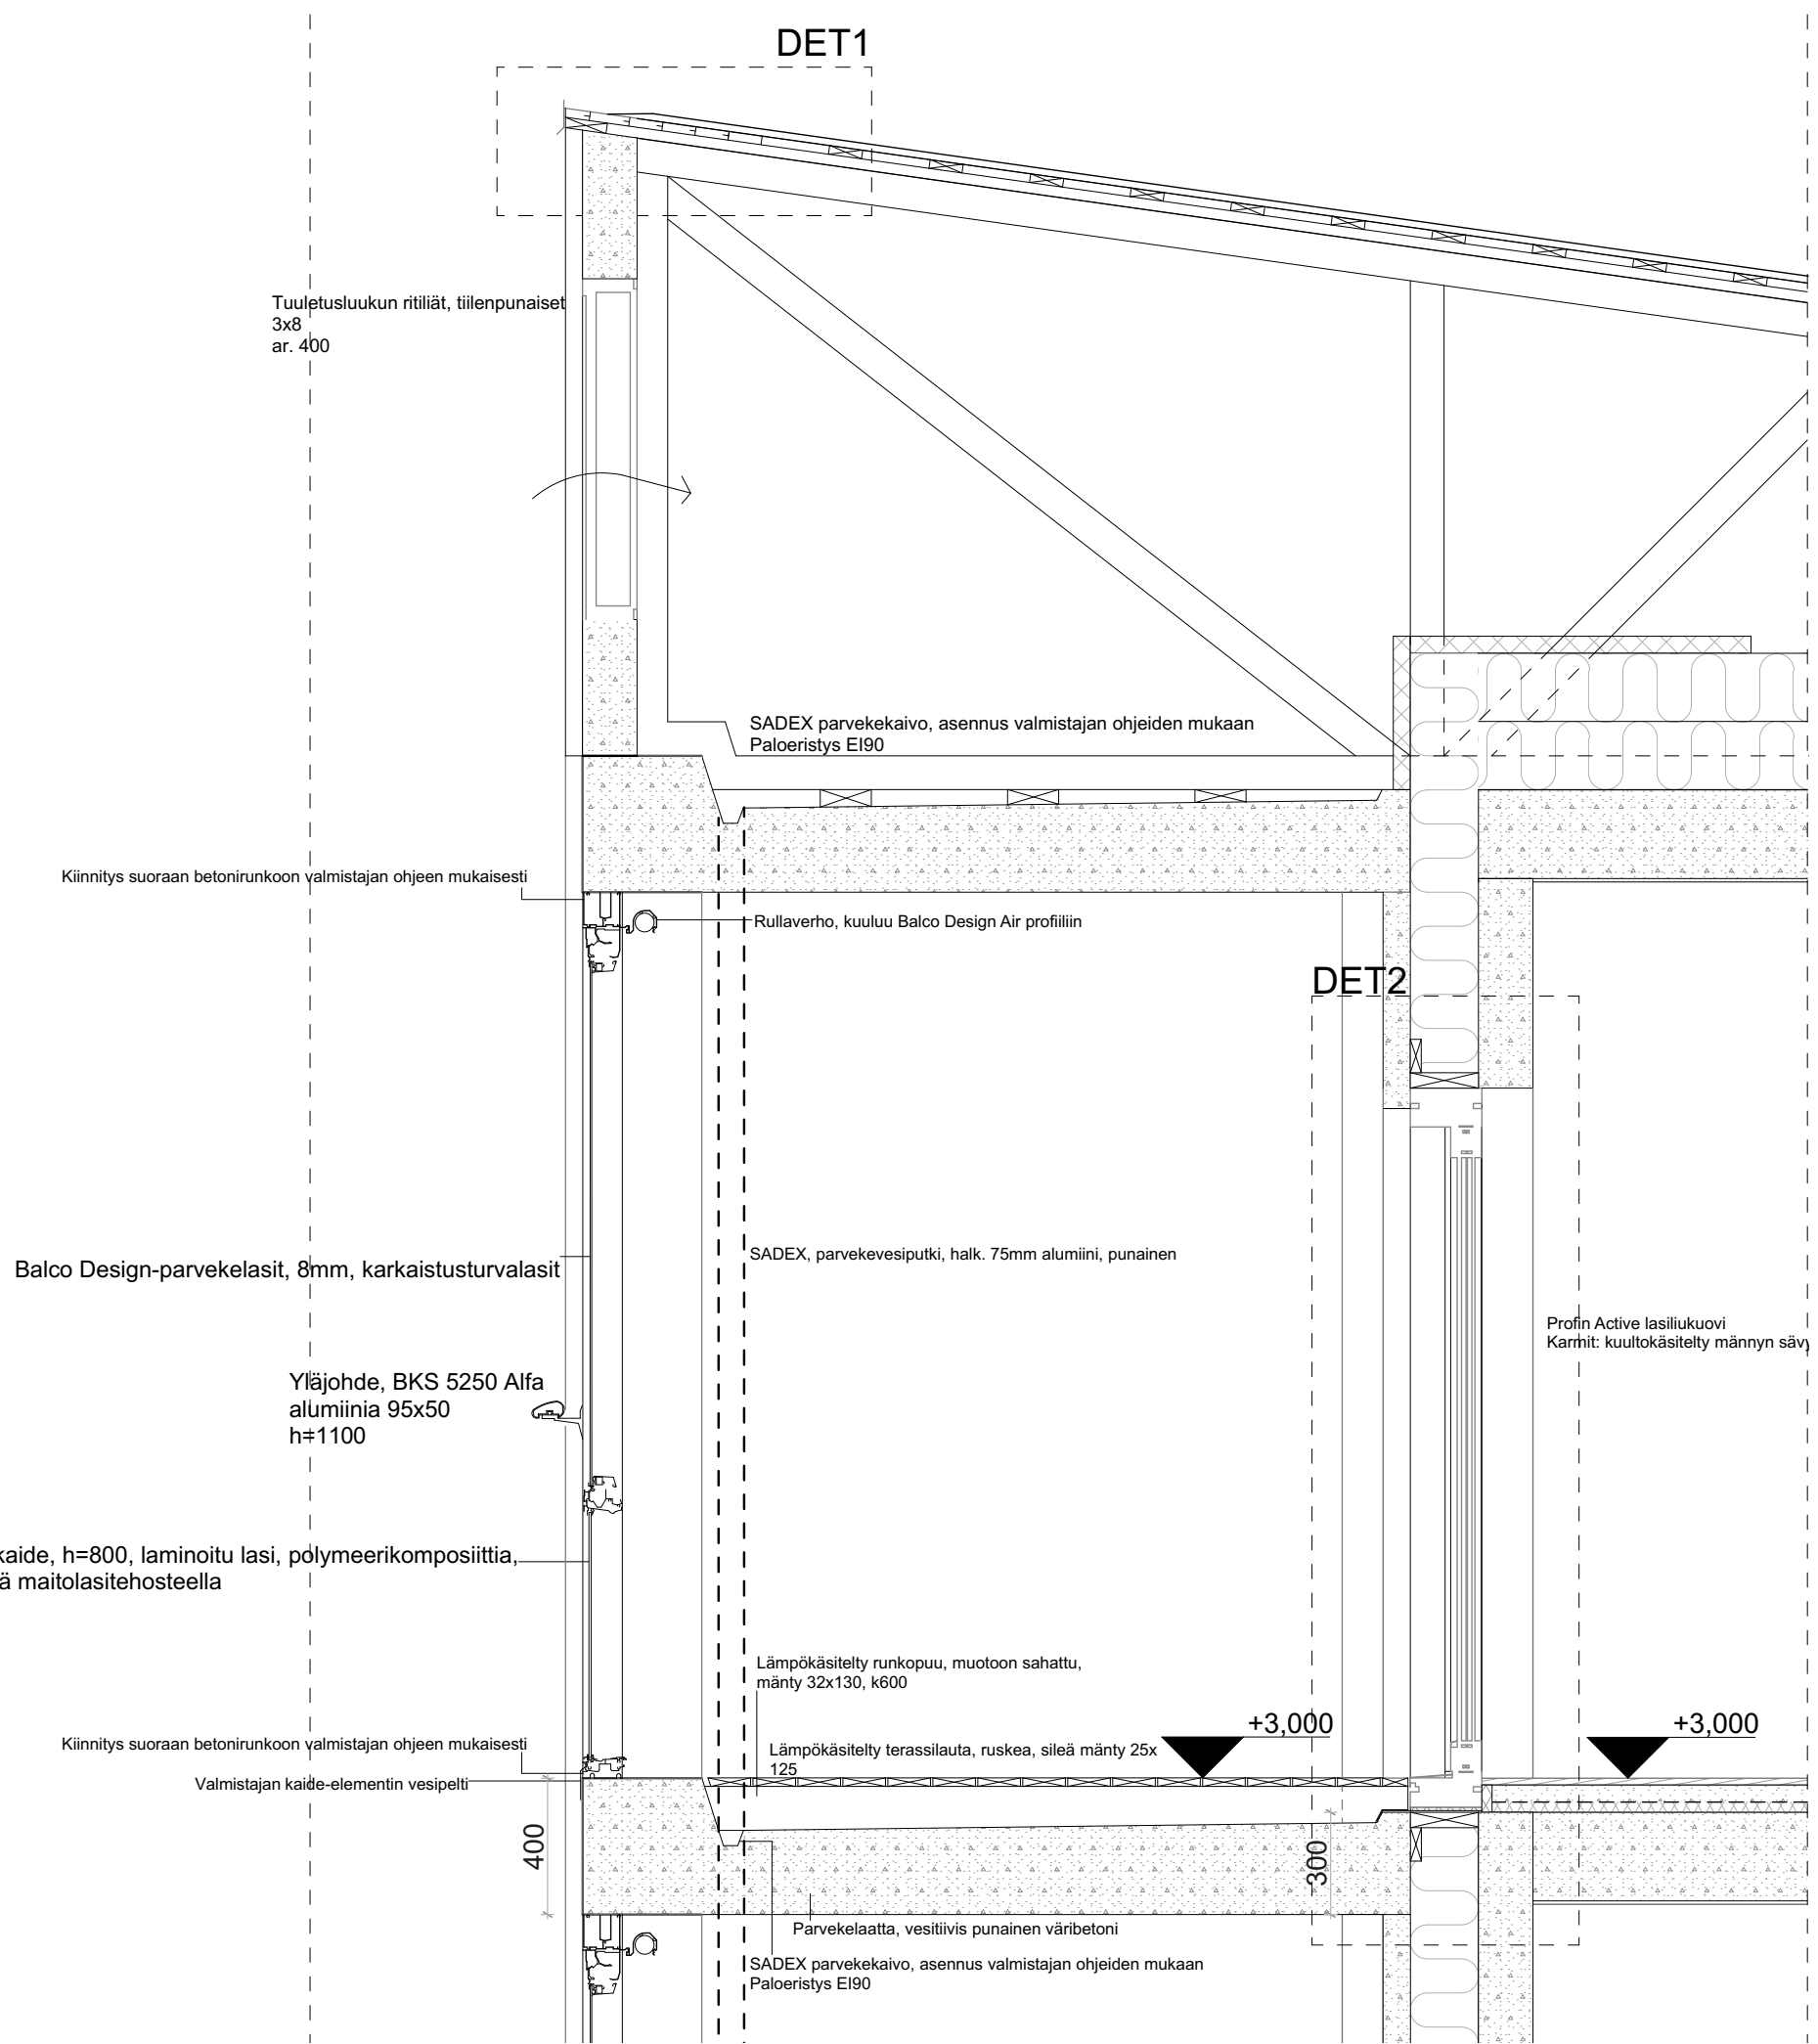 DET1
Tuuletusluukun ritiliät, tiilenpunaiset
3x8
ar. 400
SADEX parvekekaivo, asennus valmistajan ohjeiden mukaan
Paloeristys EI90
Kiinnitys suoraan betonirunkoon valmistajan ohjeen mukaisesti
Rullaverho, kuuluu Balco Design Air profiiliin
DET2
SADEX, parvekevesiputki, halk. 75mm alumiini, punainen
Balco Design-parvekelasit, 8mm, karkaistusturvalasit
Profin Active lasiliukuovi
Karmit: kuultokäsitelty männyn sävy
Yläjohde, BKS 5250 Alfa
alumiinia 95x50
h=1100
kaide, h=800, laminoitu lasi, polymeerikomposiittia,
ä maitolasitehosteella
Lämpökäsitelty runkopuu, muotoon sahattu,
mänty 32x130, k600
+3,000
+3,000
Kiinnitys suoraan betonirunkoon valmistajan ohjeen mukaisesti
Lämpökäsitelty terassilauta, ruskea, sileä mänty 25x
125
Valmistajan kaide-elementin vesipelti
400
300
Parvekelaatta, vesitiivis punainen väribetoni
SADEX parvekekaivo, asennus valmistajan ohjeiden mukaan
Paloeristys EI90